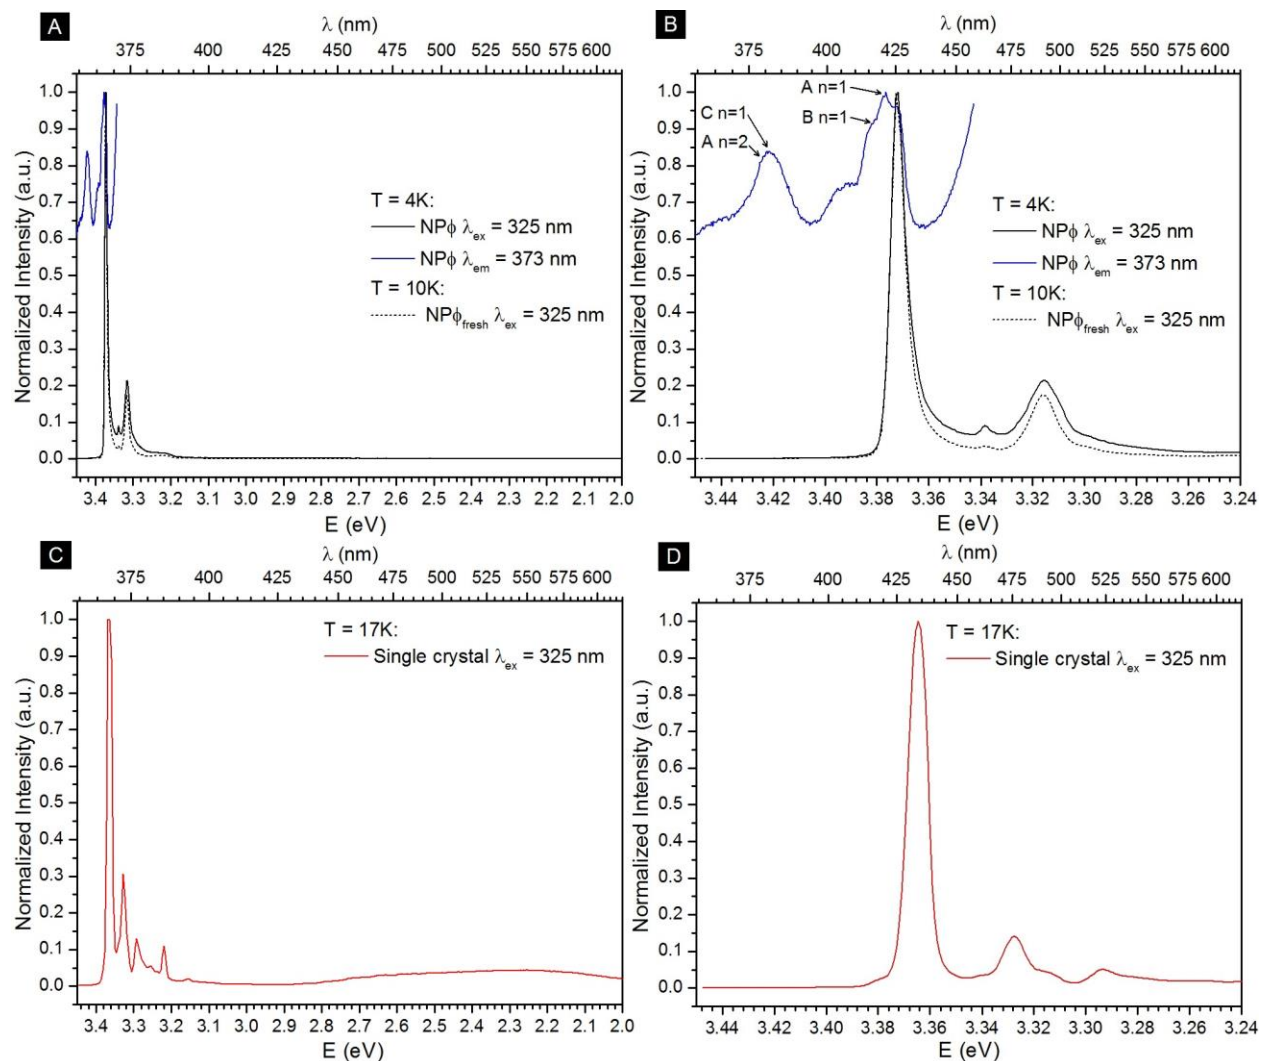 A
λ (nm)
375 400 425 450 475 500 525 550 575 600
Normalized Intensity (a.u.)
1.0
0.9
0.8
0.7
0.6
0.5
0.4
0.3
0.2
0.1
0.0
T = 4K:
NPϕ λex = 325 nm
NPϕ λem = 373 nm
T = 10K:
NPϕfresh λex = 325 nm
3.4 3.3 3.2 3.1 3.0 2.9 2.8 2.7 2.6 2.5 2.4 2.3 2.2 2.1 2.0
E (eV)
B
λ (nm)
375 400 425 450 475 500 525 550 575 600
Normalized Intensity (a.u.)
1.0
0.9
0.8
0.7
0.6
0.5
0.4
0.3
0.2
0.1
0.0
A n=1
C n=1
B n=1
A n=2
T = 4K:
NPϕ λex = 325 nm
NPϕ λem = 373 nm
T = 10K:
NPϕfresh λex = 325 nm
3.44 3.42 3.40 3.38 3.36 3.34 3.32 3.30 3.28 3.26 3.24
E (eV)
C
λ (nm)
375 400 425 450 475 500 525 550 575 600
Normalized Intensity (a.u.)
1.0
0.9
0.8
0.7
0.6
0.5
0.4
0.3
0.2
0.1
0.0
T = 17K:
Single crystal λex = 325 nm
3.4 3.3 3.2 3.1 3.0 2.9 2.8 2.7 2.6 2.5 2.4 2.3 2.2 2.1 2.0
E (eV)
D
λ (nm)
375 400 425 450 475 500 525 550 575 600
Normalized Intensity (a.u.)
1.0
0.9
0.8
0.7
0.6
0.5
0.4
0.3
0.2
0.1
0.0
T = 17K:
Single crystal λex = 325 nm
3.44 3.42 3.40 3.38 3.36 3.34 3.32 3.30 3.28 3.26 3.24
E (eV)